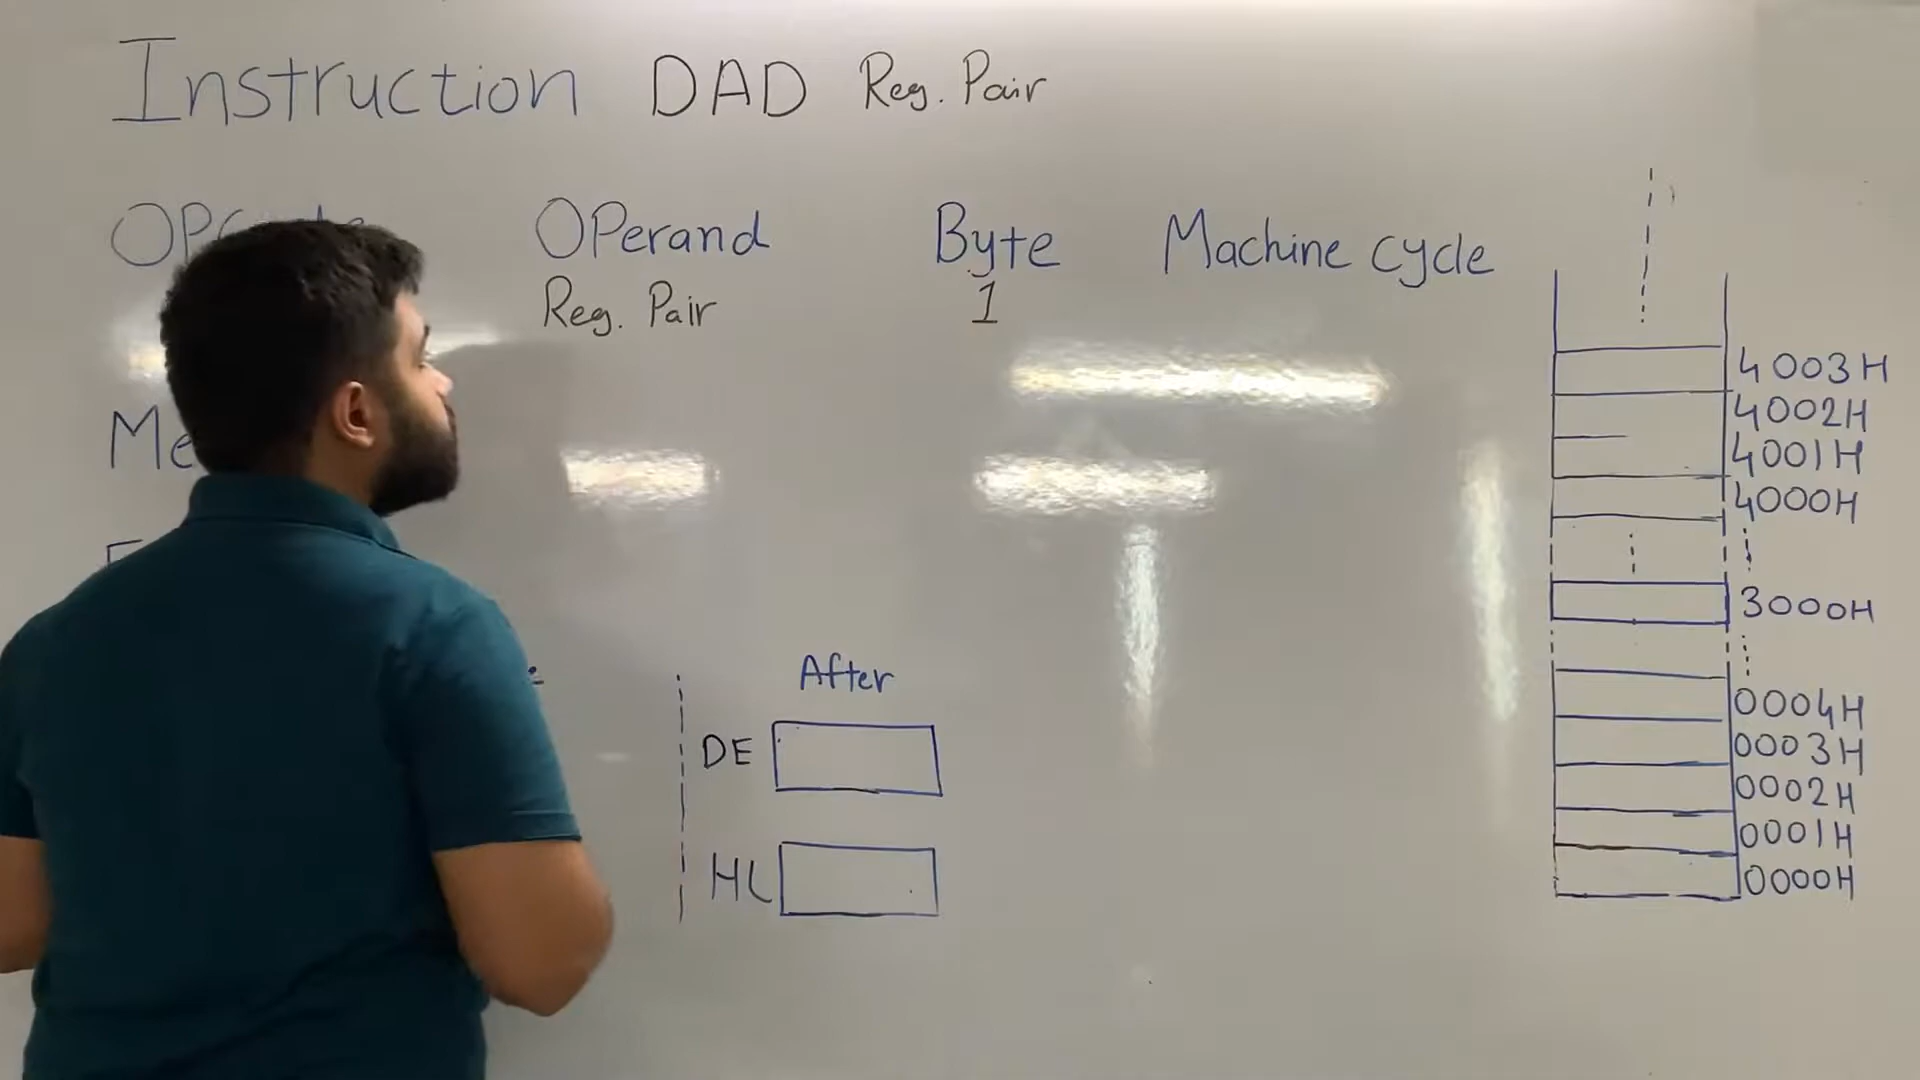 Instruction DAD Reg. Pair
Operand Byte Machine cycle
Reg. Pair 1
4003H
4002H
4001H
4000H
3000H
After
DE
HL
0004H
0003H
0002H
0001H
0000H